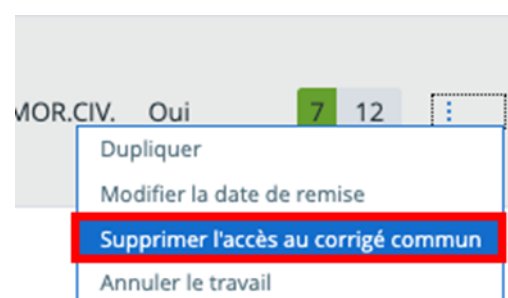 MOR.CIV. Oui 7 12
Dupliquer
Modifier la date de remise
Supprimer l'accès au corrigé commun
Annuler le travail